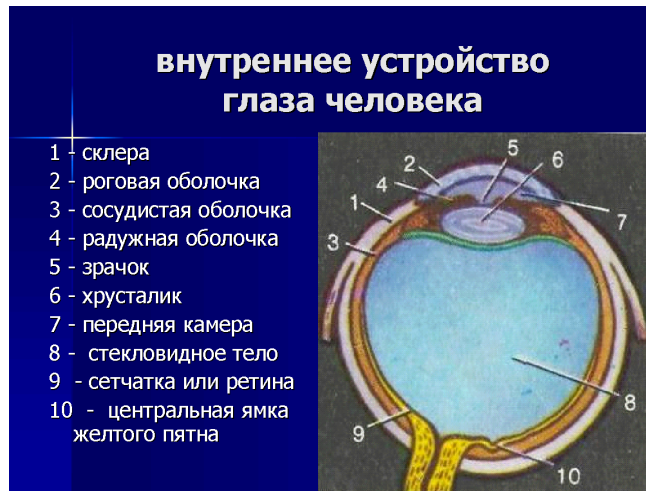 внутреннее устройство
глаза человека
1 - склера
2 - роговая оболочка
3 - сосудистая оболочка
4 - радужная оболочка
5 - зрачок
6 - хрусталик
7 - передняя камера
8 -  стекловидное тело
9  - сетчатка или ретина
10  -  центральная ямка
желтого пятна
5
2
6
4
1
7
3
8
9
10